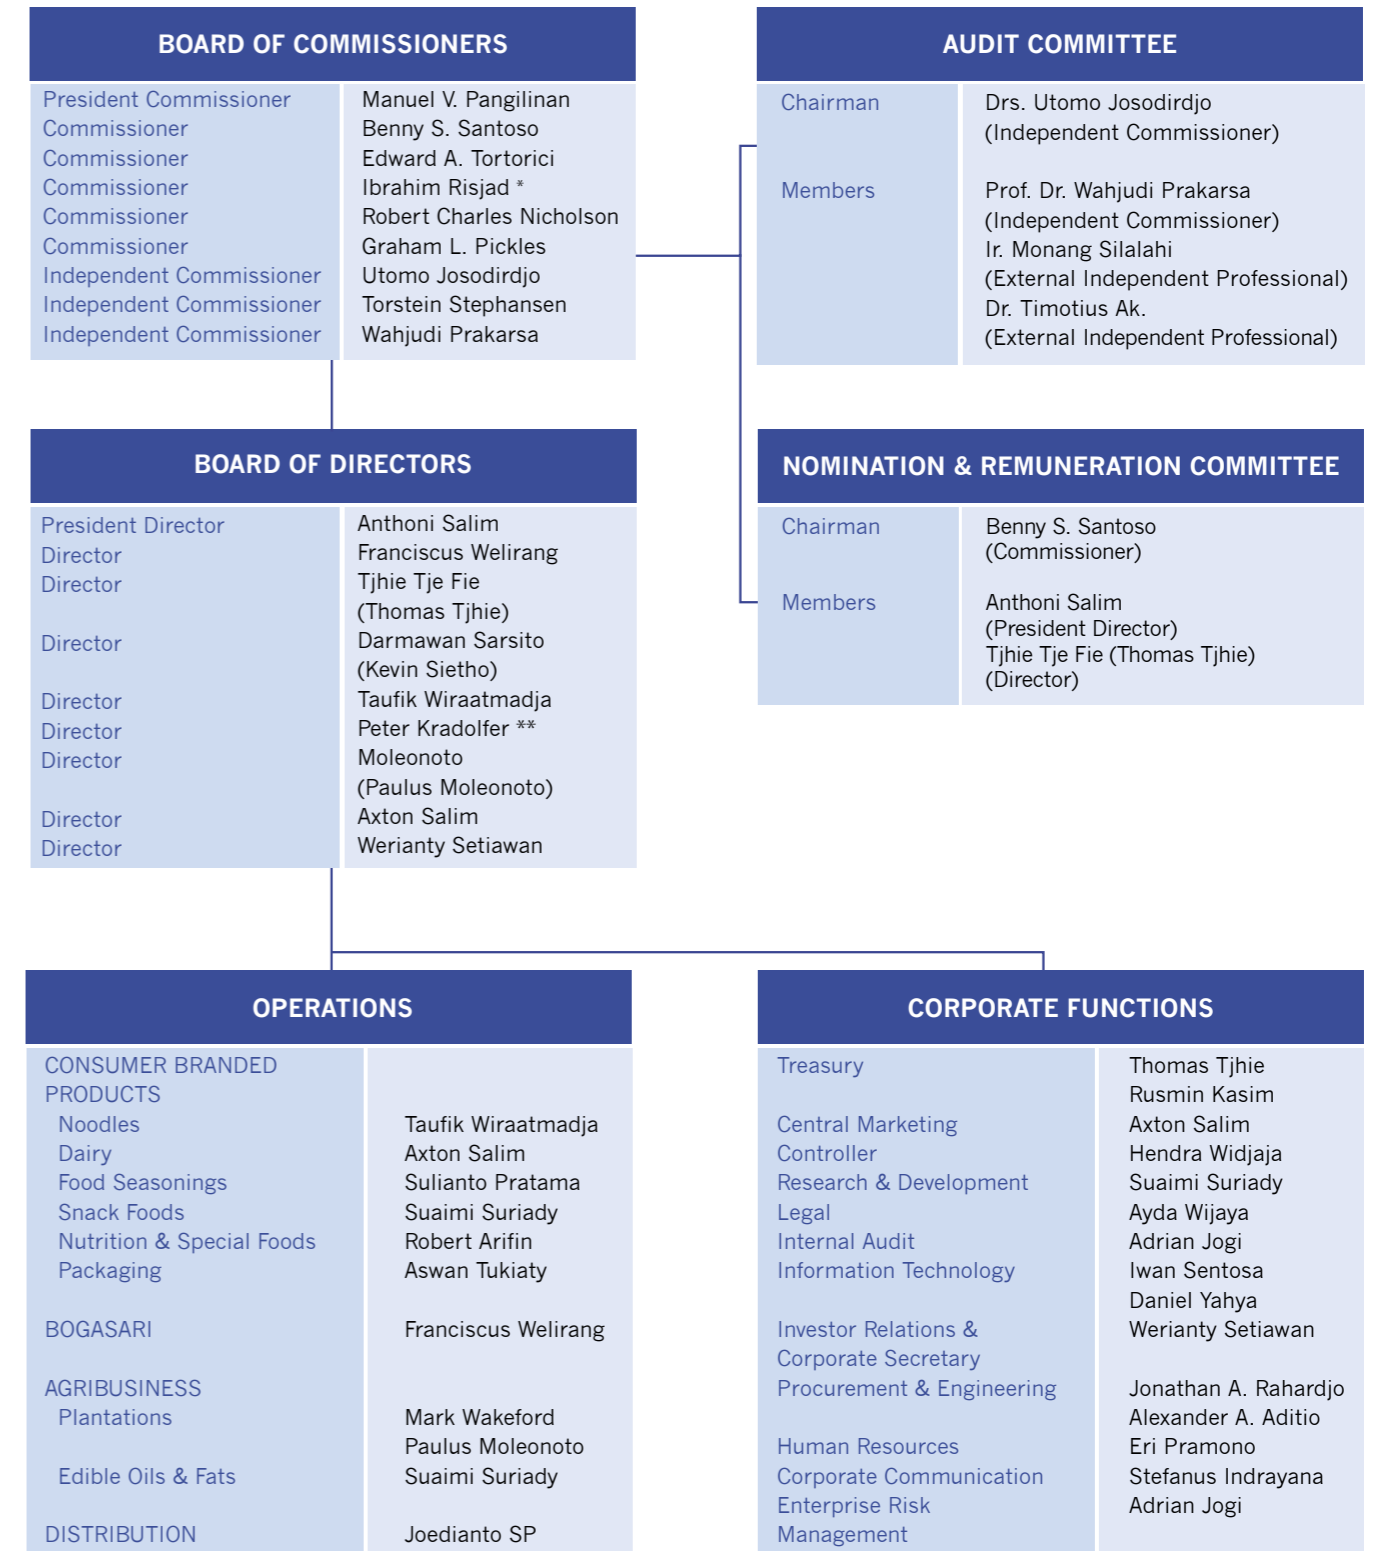 BOARD OF COMMISSIONERS
President Commissioner Manuel V. Pangilinan
Commissioner Benny S. Santoso
Commissioner Edward A. Tortorici
Commissioner Ibrahim Risjad *
Commissioner Robert Charles Nicholson
Commissioner Graham L. Pickles
Independent Commissioner Utomo Josodirdjo
Independent Commissioner Torstein Stephansen
Independent Commissioner Wahjudi Prakarsa
AUDIT COMMITTEE
Chairman Drs. Utomo Josodirdjo
(Independent Commissioner)
Members Prof. Dr. Wahjudi Prakarsa
(Independent Commissioner)
Ir. Monang Silalahi
(External Independent Professional)
Dr. Timotius Ak.
(External Independent Professional)
BOARD OF DIRECTORS
President Director Anthoni Salim
Director Franciscus Welirang
Director Tjhie Tje Fie
(Thomas Tjhie)
Director Darmawan Sarsito
(Kevin Sietho)
Director Taufik Wiraatmadja
Director Peter Kradolfer **
Director Moleonoto
(Paulus Moleonoto)
Director Axton Salim
Director Werianty Setiawan
NOMINATION & REMUNERATION COMMITTEE
Chairman Benny S. Santoso
(Commissioner)
Members Anthoni Salim
(President Director)
Tjhie Tje Fie (Thomas Tjhie)
(Director)
OPERATIONS
CONSUMER BRANDED
PRODUCTS
Noodles Taufik Wiraatmadja
Dairy Axton Salim
Food Seasonings Sulianto Pratama
Snack Foods Suaimi Suriady
Nutrition & Special Foods Robert Arifin
Packaging Aswan Tukiaty
BOGASARI Franciscus Welirang
AGRIBUSINESS
Plantations Mark Wakeford
Paulus Moleonoto
Edible Oils & Fats Suaimi Suriady
DISTRIBUTION Joedianto SP
CORPORATE FUNCTIONS
Treasury Thomas Tjhie
Rusmin Kasim
Central Marketing Axton Salim
Controller Hendra Widjaja
Research & Development Suaimi Suriady
Legal Ayda Wijaya
Internal Audit Adrian Jogi
Information Technology Iwan Sentosa
Daniel Yahya
Investor Relations & Werianty Setiawan
Corporate Secretary
Procurement & Engineering Jonathan A. Rahardjo
Alexander A. Aditio
Human Resources Eri Pramono
Corporate Communication Stefanus Indrayana
Enterprise Risk Adrian Jogi
Management